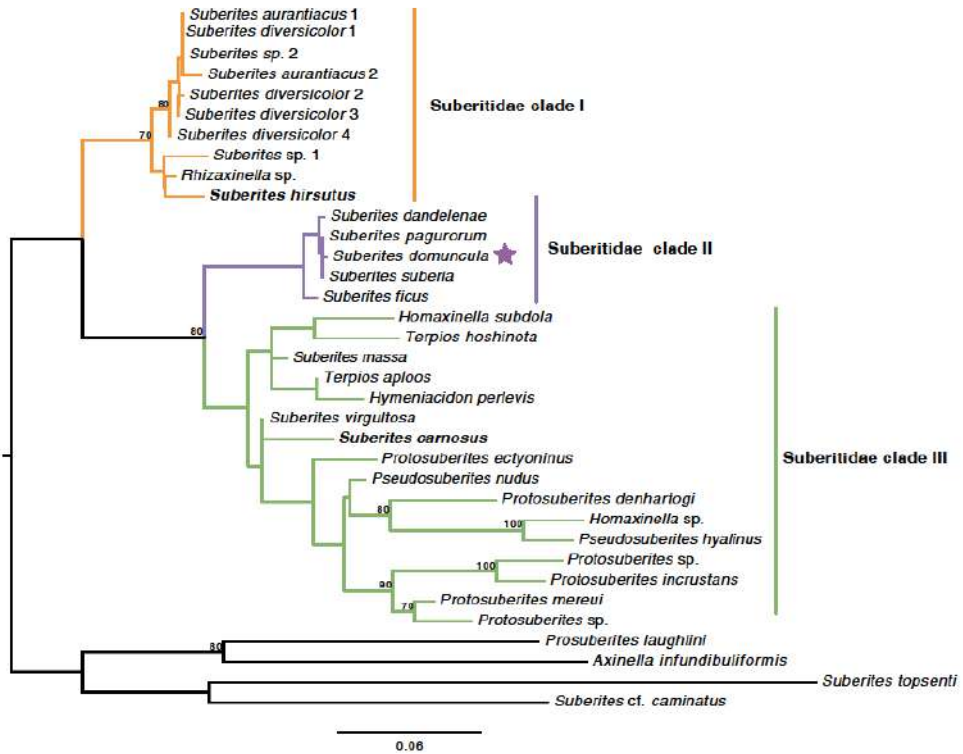 Suberites aurantiacus 1
Suberites diversicolor 1
Suberites sp. 2
Suberites aurantiacus 2
80
Suberites diversicolor 2
Suberites diversicolor 3
Suberitidae clade I
70
Suberites diversicolor 4
Suberites sp. 1
Rhizaxinella sp.
Suberites hirsutus
Suberites dandelenae
Suberites pagurorum
Suberitidae clade II
Suberites domuncula
Suberites suberia
Suberites ficus
Homaxinella subdola
80
Terpios hoshinota
Suberites massa
Terpios aploos
Hymeniacidon perlevis
Suberites virgultosa
Suberites carnosus
Protosuberites ectyoninus
Suberitidae clade III
Pseudosuberites nudus
Protosuberites denhartogi
80
Homaxinella sp.
100
Pseudosuberites hyalinus
Protosuberites sp.
100
Protosuberites incrustans
90
Protosuberites mereui
70
Protosuberites sp.
Prosuberites laughlini
80
Axinella infundibuliformis
Suberites topsenti
Suberites cf. caminatus
0.06